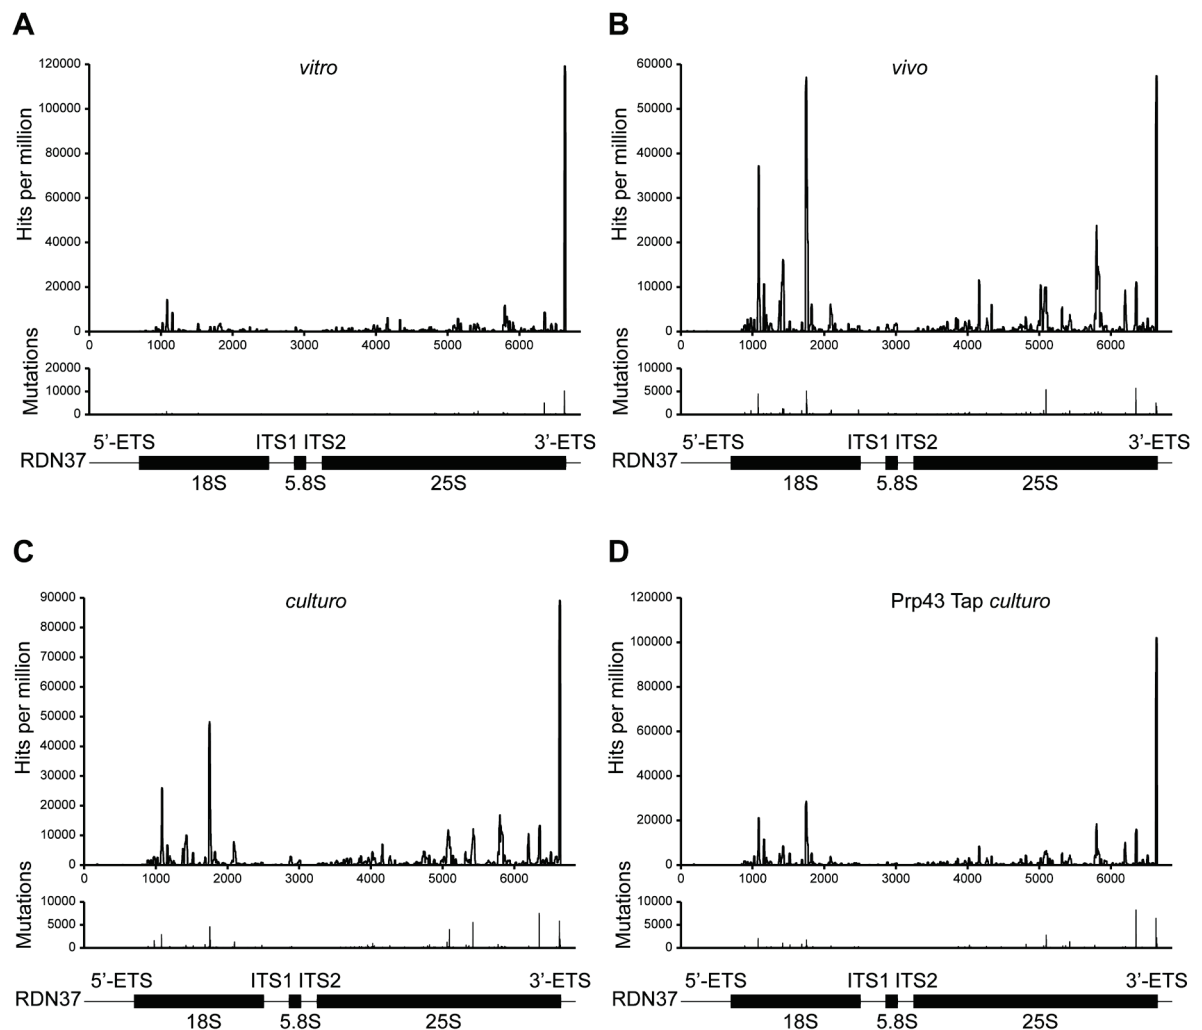 A
vitro
Hits per million
120000
100000
80000
60000
40000
20000
0
0 1000 2000 3000 4000 5000 6000
Mutations
20000
10000
0
5’-ETS ITS1 ITS2 3’-ETS
RDN37
18S 5.8S 25S
B
vivo
Hits per million
60000
50000
40000
30000
20000
10000
0
0 1000 2000 3000 4000 5000 6000
Mutations
10000
5000
0
5’-ETS ITS1 ITS2 3’-ETS
RDN37
18S 5.8S 25S
C
culturo
Hits per million
90000
80000
70000
60000
50000
40000
30000
20000
10000
0
0 1000 2000 3000 4000 5000 6000
Mutations
10000
5000
0
5’-ETS ITS1 ITS2 3’-ETS
RDN37
18S 5.8S 25S
D
Prp43 Tap culturo
Hits per million
120000
100000
80000
60000
40000
20000
0
0 1000 2000 3000 4000 5000 6000
Mutations
10000
5000
0
5’-ETS ITS1 ITS2 3’-ETS
RDN37
18S 5.8S 25S